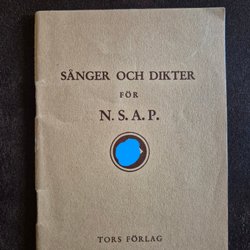 SÅNGER OCH DIKTER
FÖR
N. S. A. P.
TORS FÖRLAG